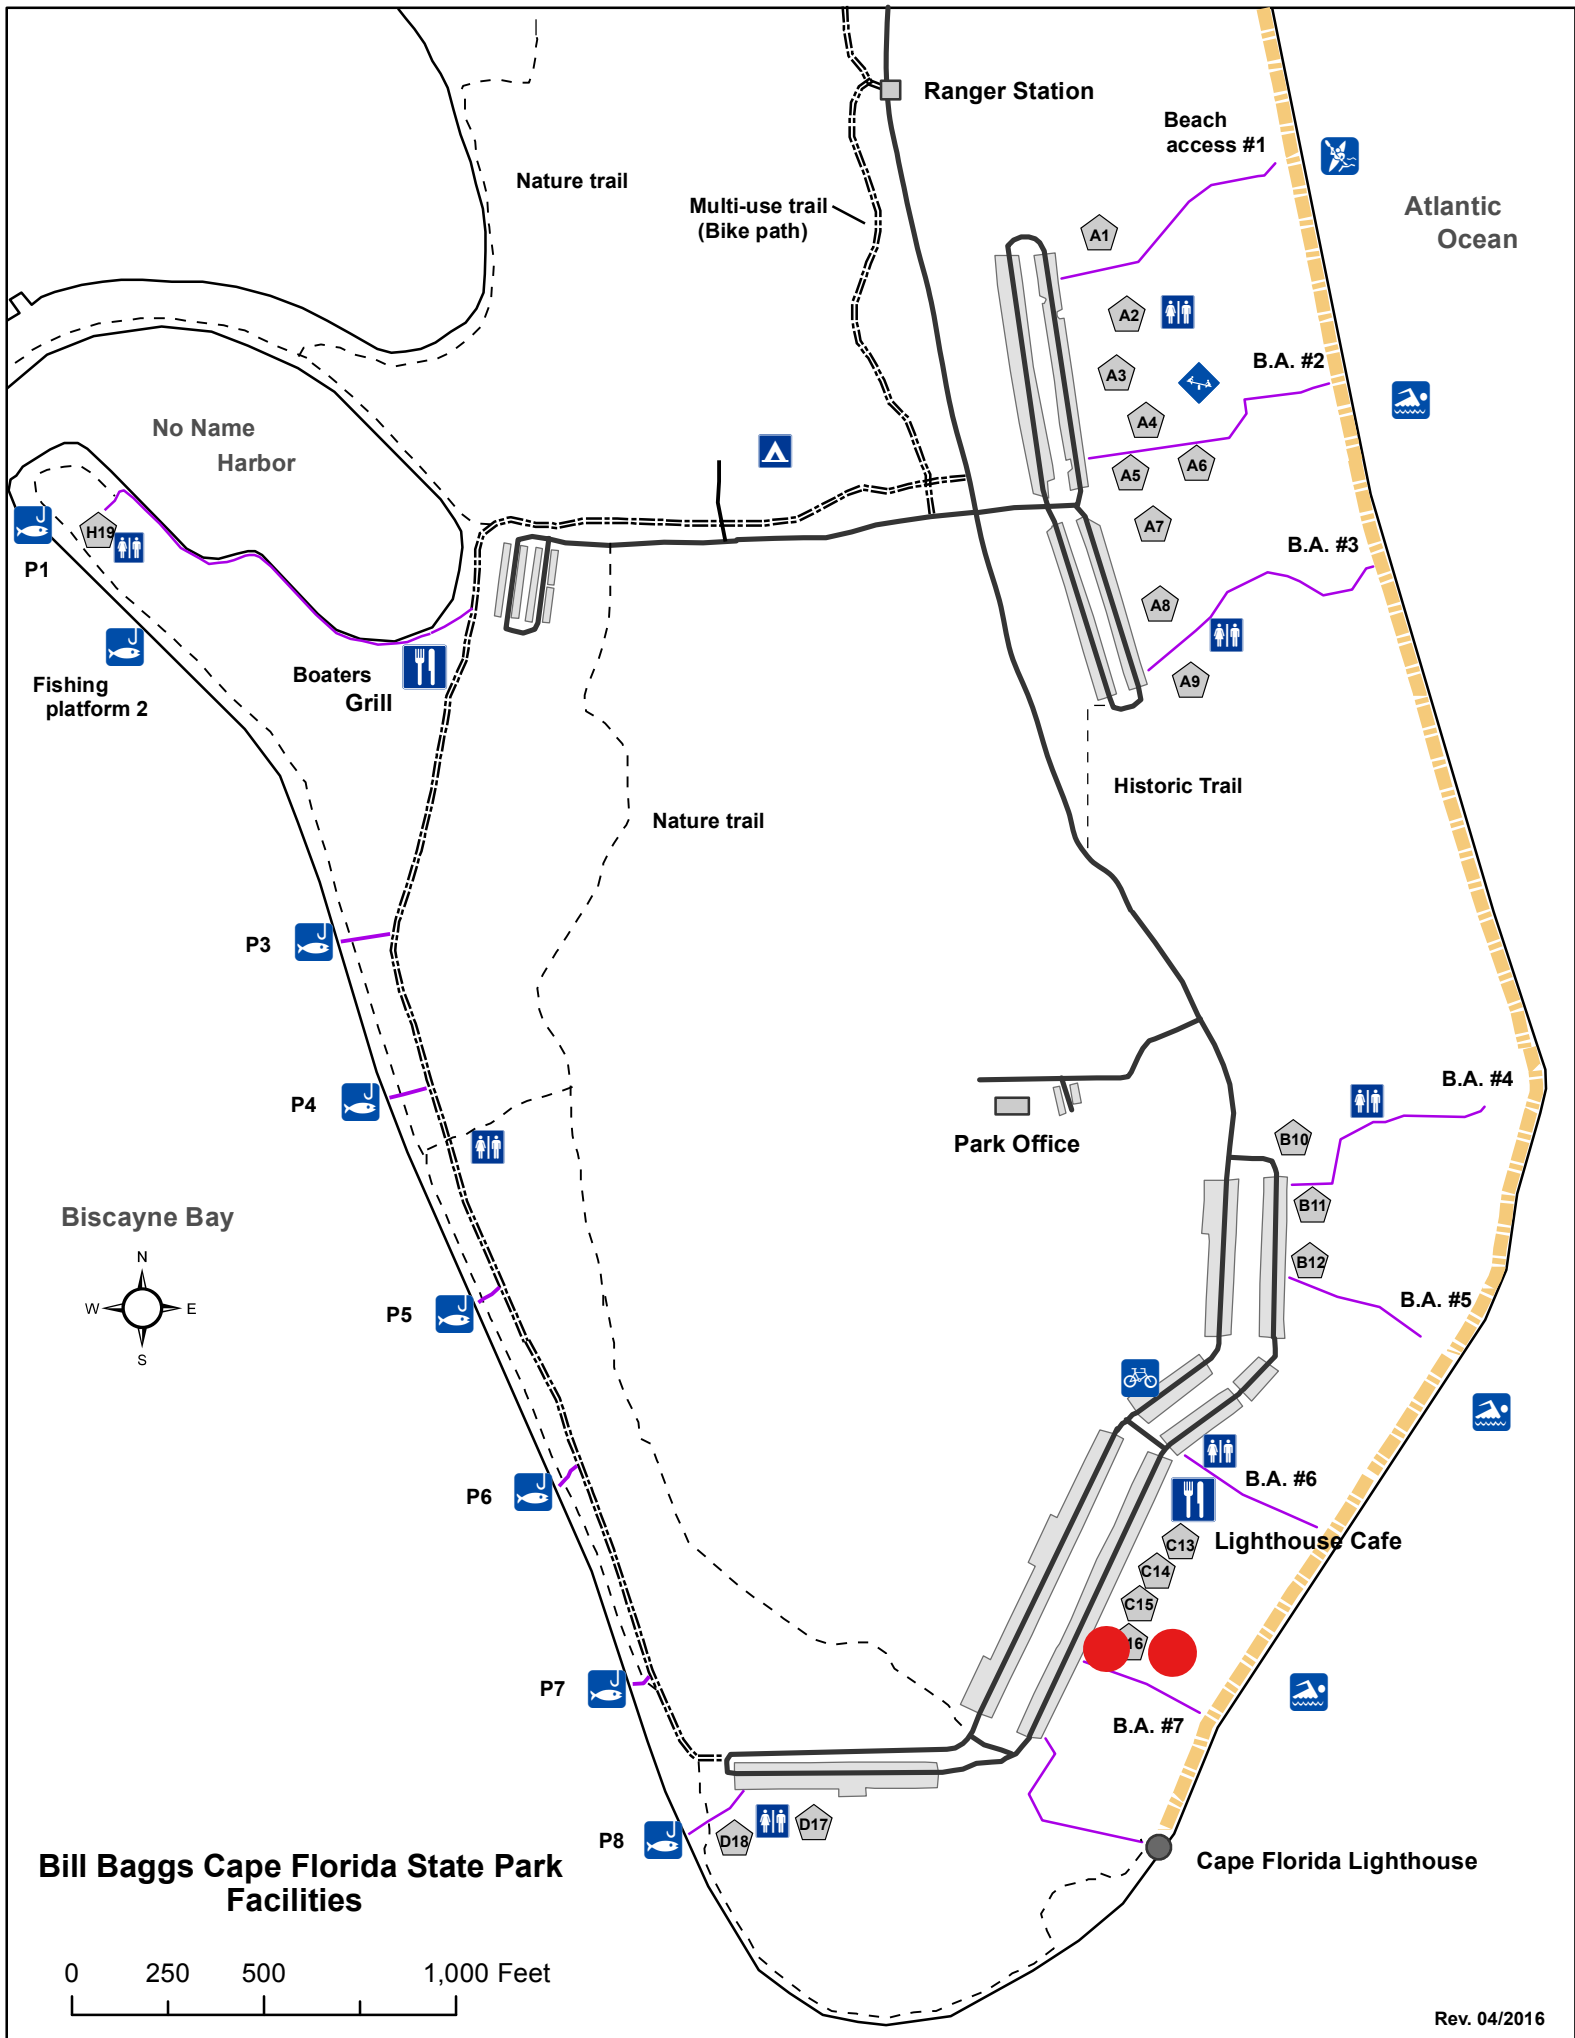 Ranger Station
Beach
access #1
Nature trail
Multi-use trail
(Bike path)
Atlantic
Ocean
A1
A2
A3
B.A. #2
A4
No Name
Harbor
A5
A6
H19
A7
P1
B.A. #3
A8
Boaters
Grill
Fishing
platform 2
A9
Historic Trail
Nature trail
P3
P4
B.A. #4
Park Office
B10
B11
Biscayne Bay
N
W
E
S
B12
P5
B.A. #5
P6
B.A. #6
C13
Lighthouse Cafe
C14
C15
16
P7
B.A. #7
P8
D18
D17
Cape Florida Lighthouse
Bill Baggs Cape Florida State Park
Facilities
0 250 500 1,000 Feet
Rev. 04/2016